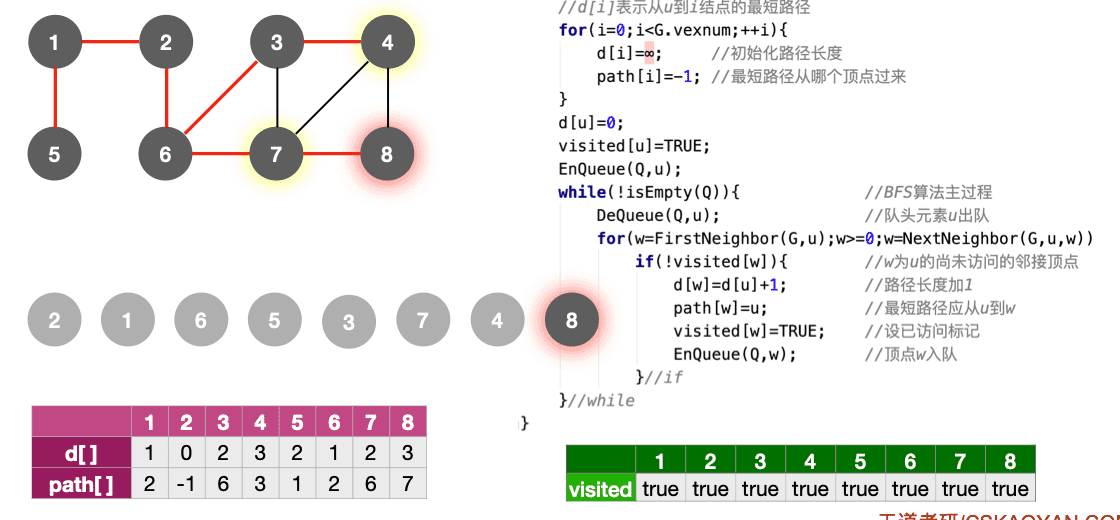 1 2 3 4
5 6 7 8
2 1 6 5 3 7 4 8
1 2 3 4 5 6 7 8
d[ ] 1 0 2 3 2 1 2 3
path[ ] 2 -1 6 3 1 2 6 7
//d[i]表示从u到i结点的最短路径
for(i=0;i<G.vexnum;++i){
d[i]=∞; //初始化路径长度
path[i]=-1; //最短路径从哪个顶点过来
}
d[u]=0;
visited[u]=TRUE;
EnQueue(Q,u);
while(!isEmpty(Q)){ //BFS算法主过程
DeQueue(Q,u); //队头元素u出队
for(w=FirstNeighbor(G,u);w>=0;w=NextNeighbor(G,u,w))
if(!visited[w]){ //w为u的尚未访问的邻接顶点
d[w]=d[u]+1; //路径长度加1
path[w]=u; //最短路径应从u到w
visited[w]=TRUE; //设已访问标记
EnQueue(Q,w); //顶点w入队
}//if
}//while
}
1 2 3 4 5 6 7 8
visited true true true true true true true true
王道考研/CSKAOYAN.COM